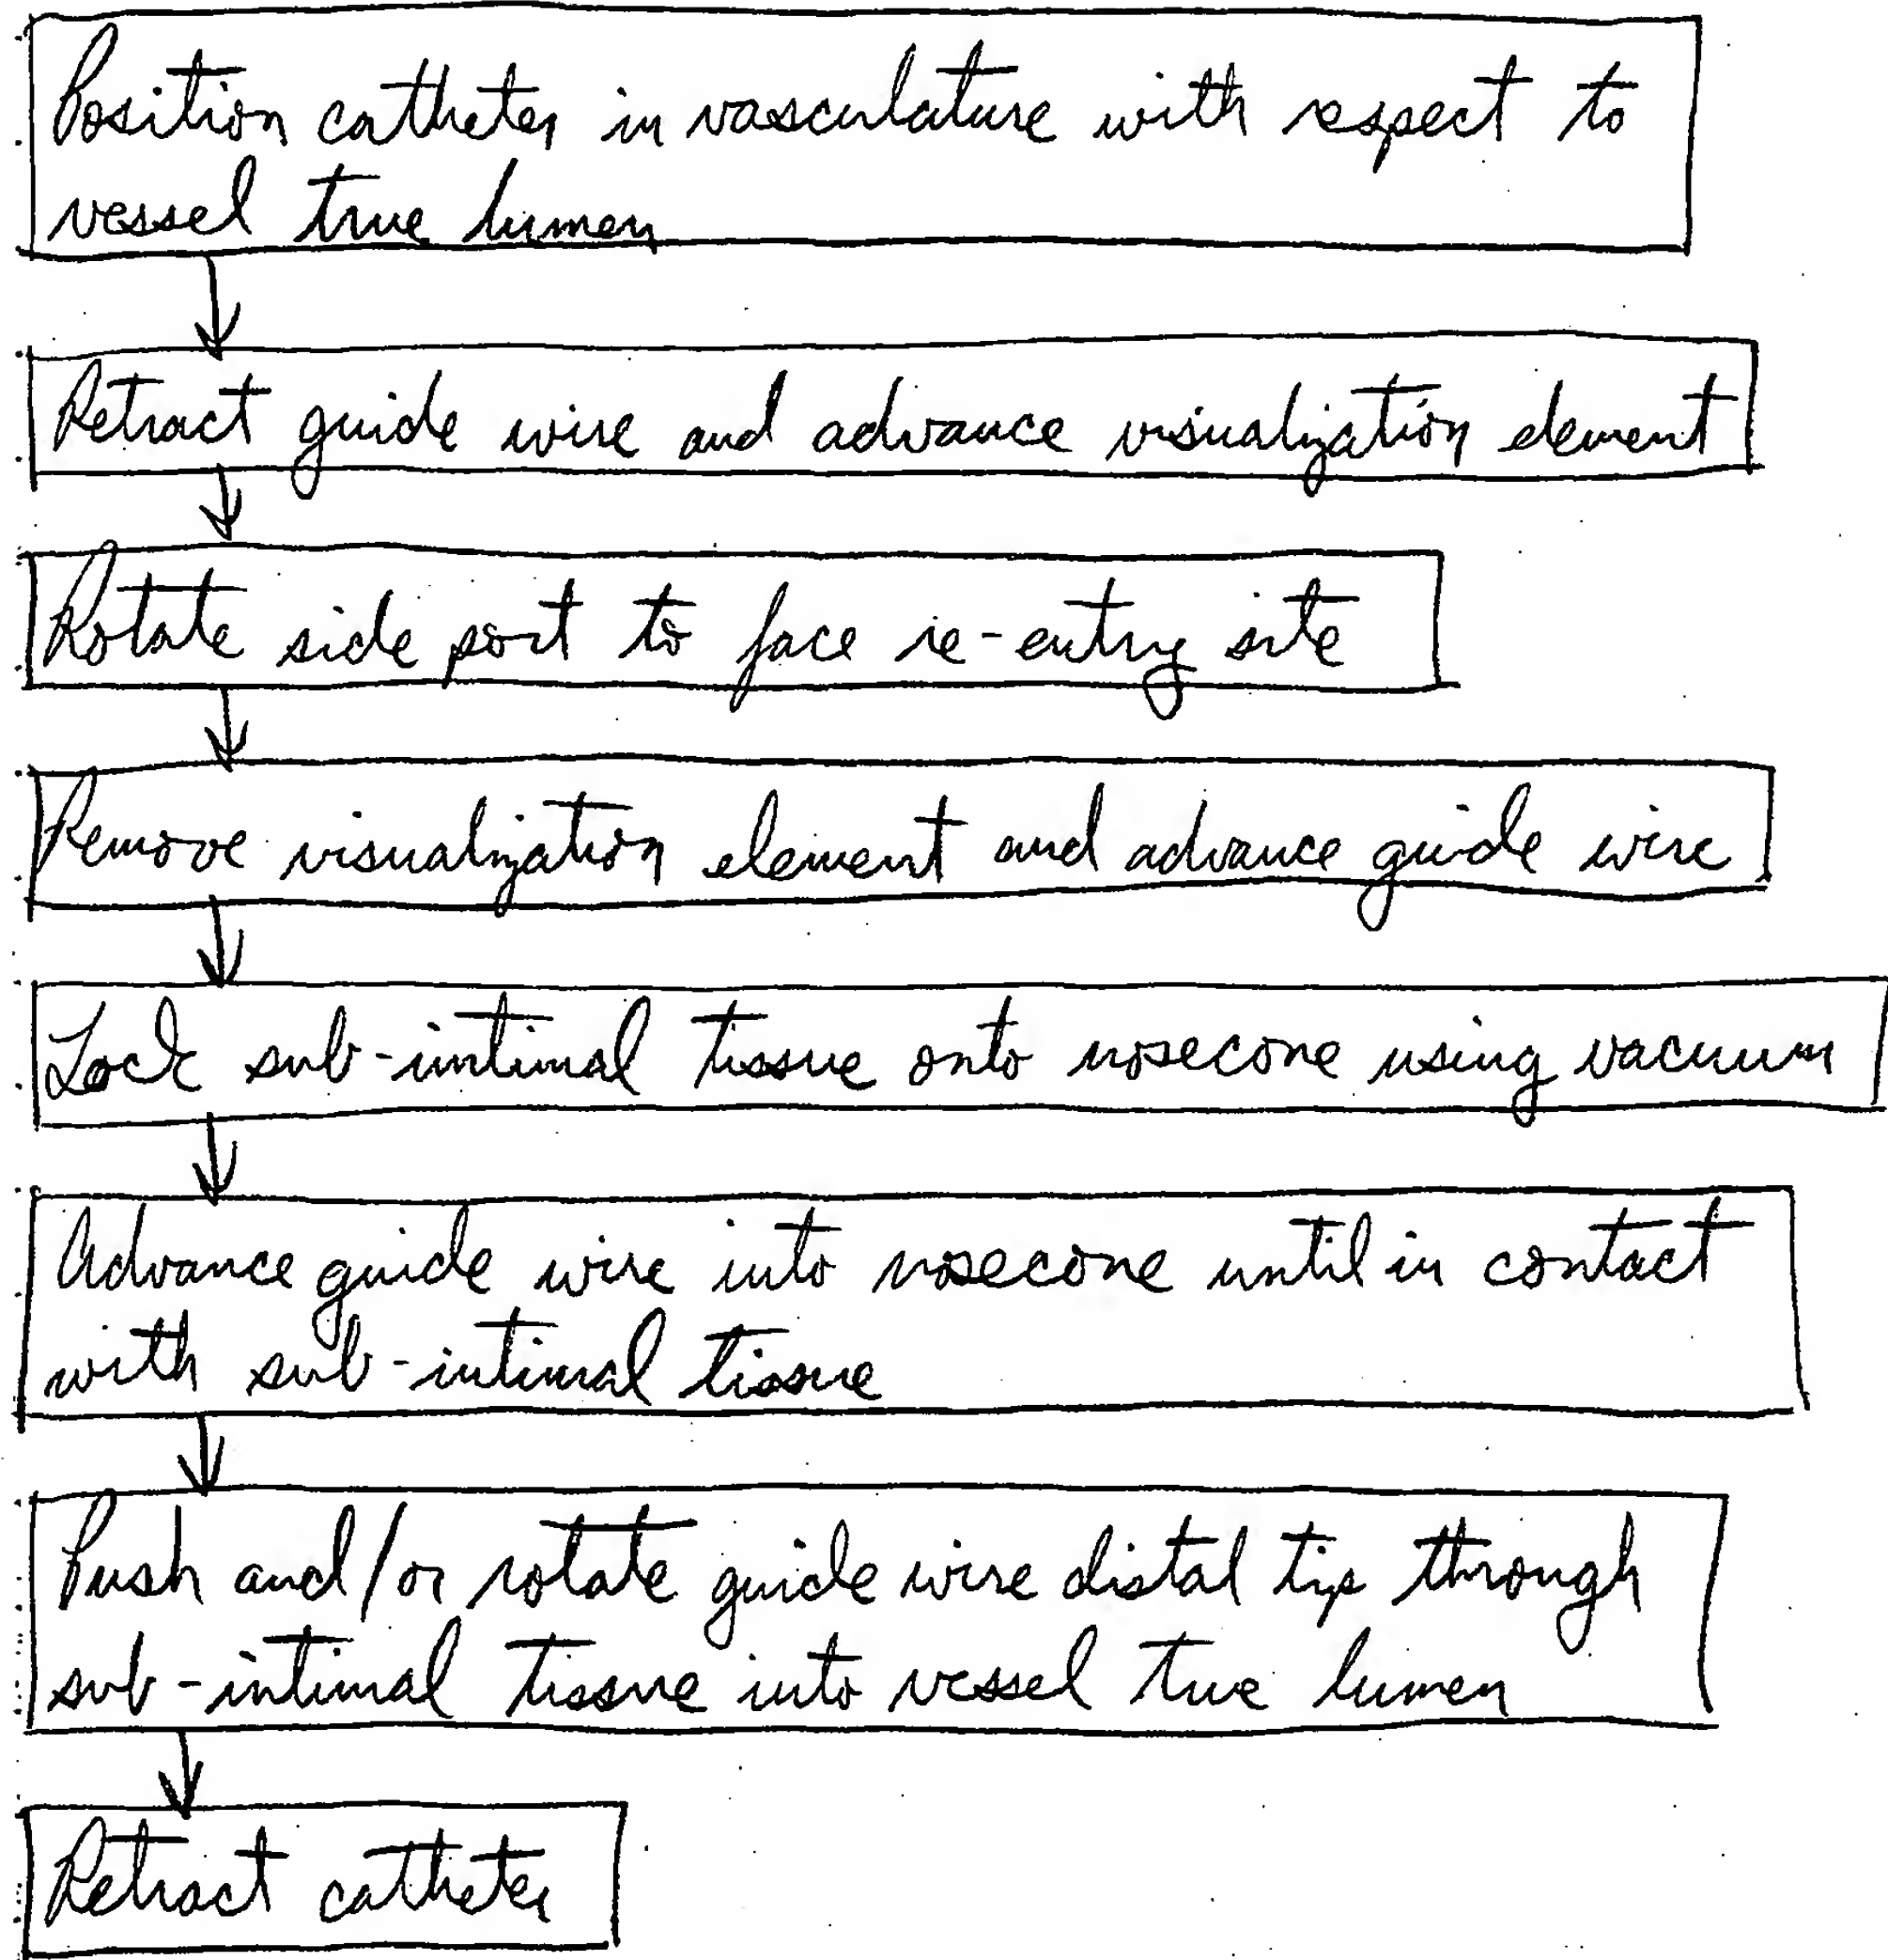 Position catheter in vasculature with respect to
vessel true lumen
Retract guide wire and advance visualization element
Rotate side port to face re-entry site
Remove visualization element and advance guide wire
Lock sub-intimal tissue onto nosecone using vacuum
Advance guide wire into nosecone until in contact
with sub-intimal tissue
Push and/or rotate guide wire distal tip through
sub-intimal tissue into vessel true lumen
Retract catheter